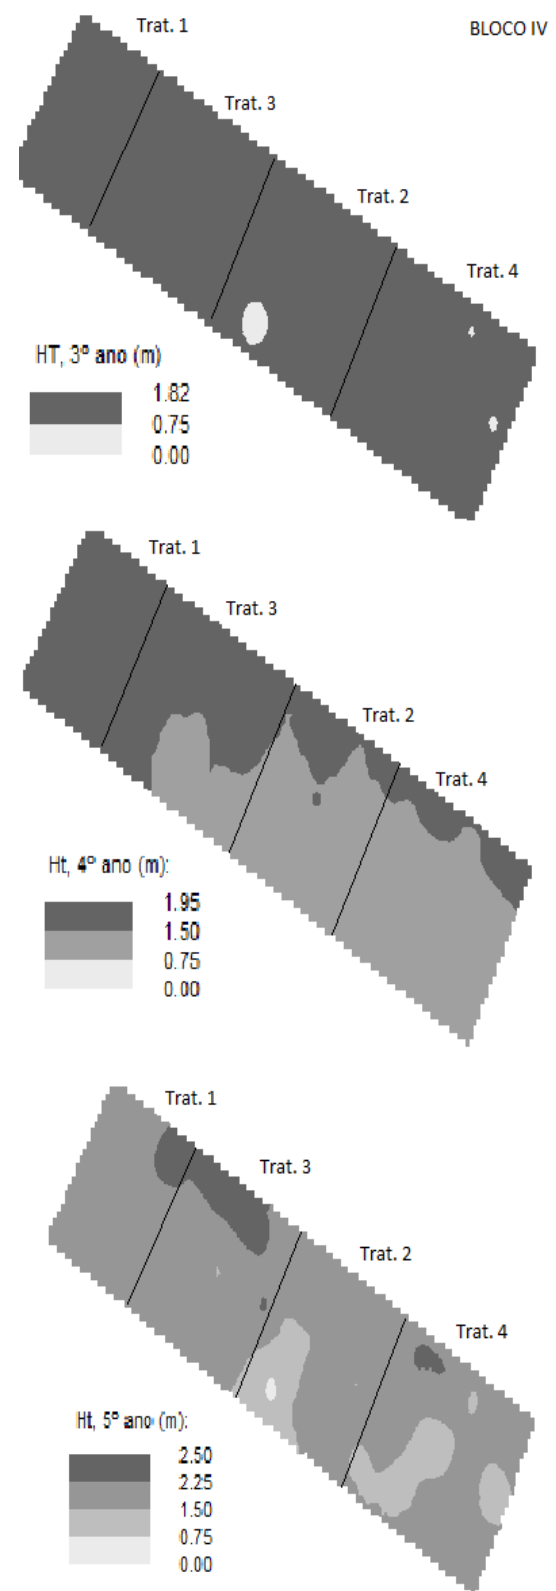 Trat. 1
BLOCO IV
Trat. 3
Trat. 2
Trat. 4
HT, 3º ano (m)
1.82
0.75
0.00
Trat. 1
Trat. 3
Trat. 2
Trat. 4
Ht, 4º ano (m):
1.95
1.50
0.75
0.00
Trat. 1
Trat. 3
Trat. 2
Trat. 4
Ht, 5º ano (m):
2.50
2.25
1.50
0.75
0.00